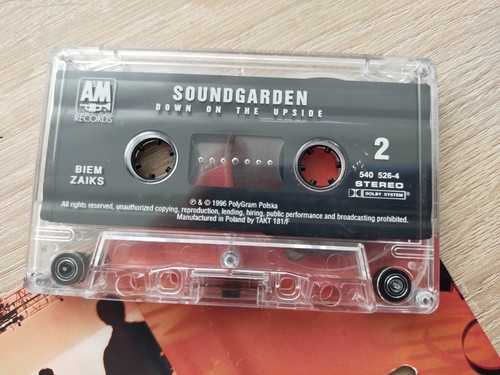 A&M
RECORDS
SOUNDGARDEN
DOWN ON THE UPSIDE
2
BIEM
ZAIKS
540 526-4
STEREO
DOLBY SYSTEM
℗ & © 1996 PolyGram Polska
All rights reserved, unauthorized copying, reproduction, lending, hiring, public performance and broadcasting prohibited.
Manufactured in Poland by TAKT 181/F